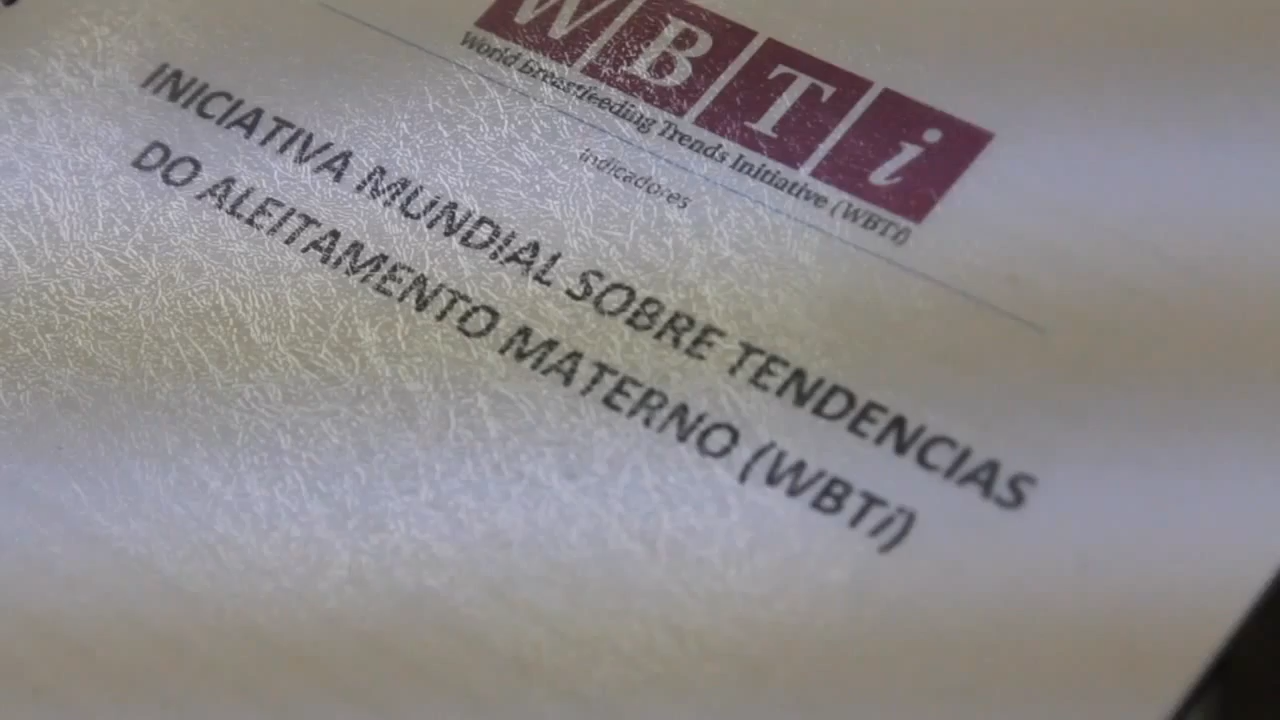 WBTi
World Breastfeeding Trends Initiative (WBTi)
indicadores
INICIATIVA MUNDIAL SOBRE TENDENCIAS
DO ALEITAMENTO MATERNO (WBTi)